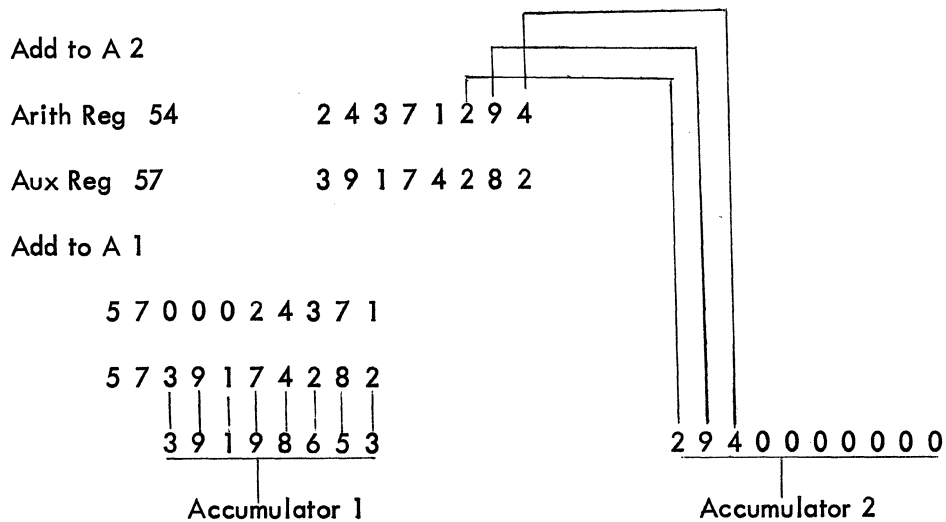 Add to A 2
Arith Reg 54 2 4 3 7 1 2 9 4
Aux Reg 57 3 9 1 7 4 2 8 2
Add to A 1
5 7 0 0 0 2 4 3 7 1
5 7 3 9 1 7 4 2 8 2
3 9 1 9 8 6 5 3 2 9 4 0 0 0 0 0 0 0
Accumulator 1 Accumulator 2